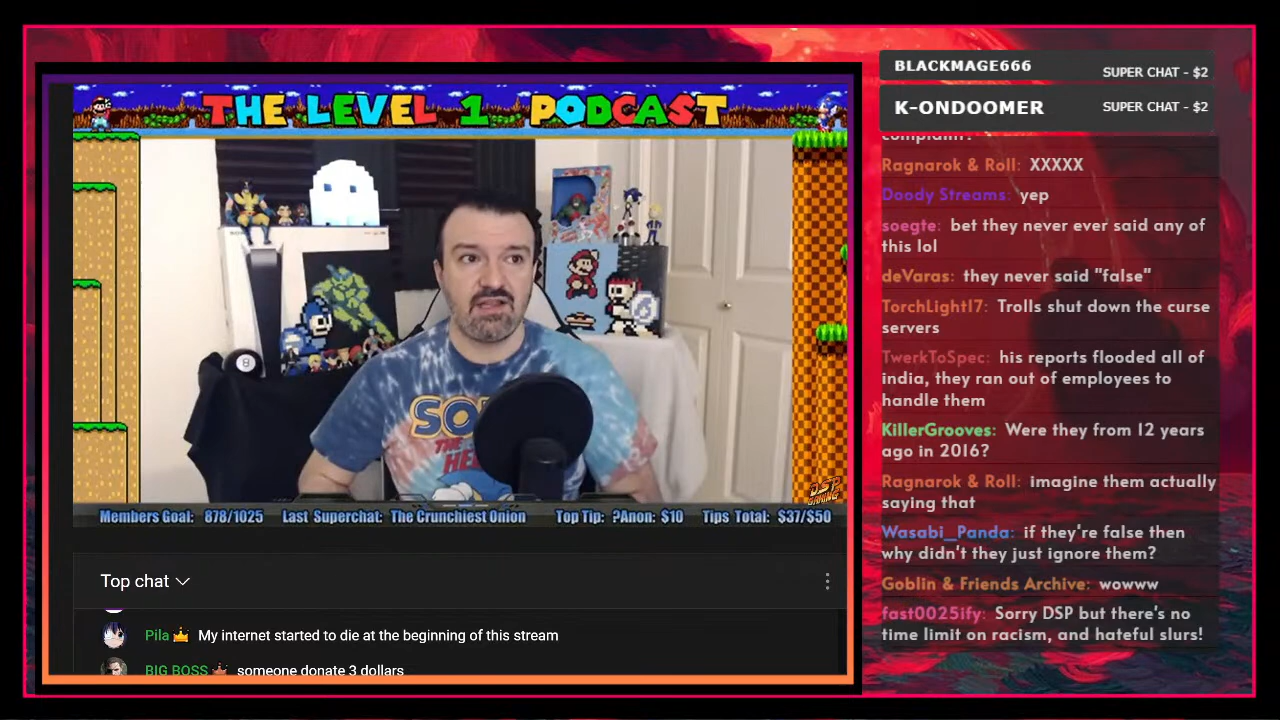 THE LEVEL 1 PODCAST
8
SO
THE
HE
DSP
GAMING
Members Goal: 878/1025 Last Superchat: The Crunchiest Onion Top Tip: ?Anon: $10 Tips Total: $37/$50
Top chat
Pila My internet started to die at the beginning of this stream
BIG BOSS someone donate 3 dollars
BLACKMAGE666 SUPER CHAT - $2
K-ONDOOMER SUPER CHAT - $2
complaint?
Ragnarok & Roll: XXXXX
Doody Streams: yep
soegte: bet they never ever said any of
this lol
deVaras: they never said "false"
TorchLight17: Trolls shut down the curse
servers
TwerkToSpec: his reports flooded all of
india, they ran out of employees to
handle them
KillerGrooves: Were they from 12 years
ago in 2016?
Ragnarok & Roll: imagine them actually
saying that
Wasabi_Panda: if they're false then
why didn't they just ignore them?
Goblin & Friends Archive: wowww
fast0025ify: Sorry DSP but there's no
time limit on racism, and hateful slurs!